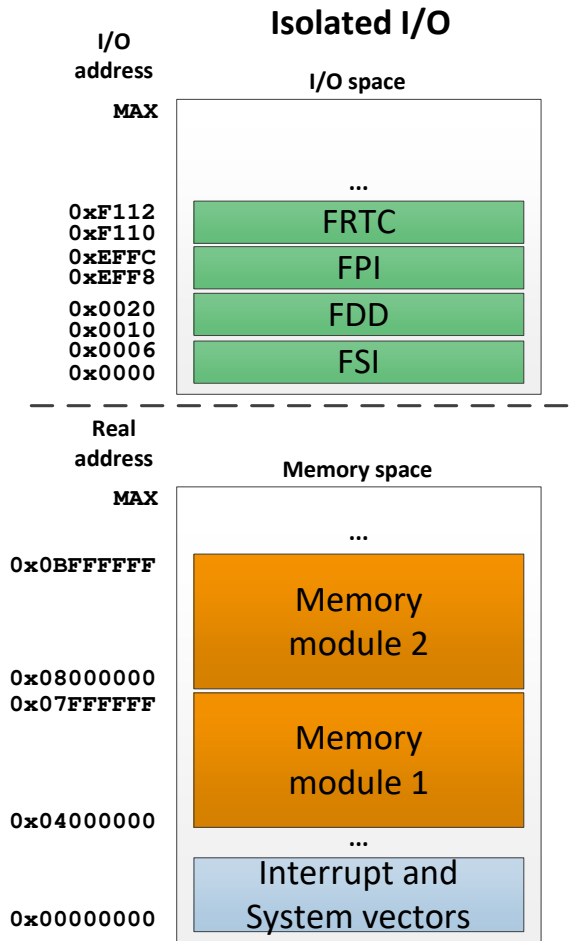 Isolated I/O
I/O
address
I/O space
MAX
...
0xF112
0xF110
FRTC
0xEFFC
0xEFF8
FPI
0x0020
0x0010
FDD
0x0006
0x0000
FSI
Real
address
Memory space
MAX
...
0x0BFFFFFF
Memory
module 2
0x08000000
0x07FFFFFF
Memory
module 1
0x04000000
...
Interrupt and
System vectors
0x00000000